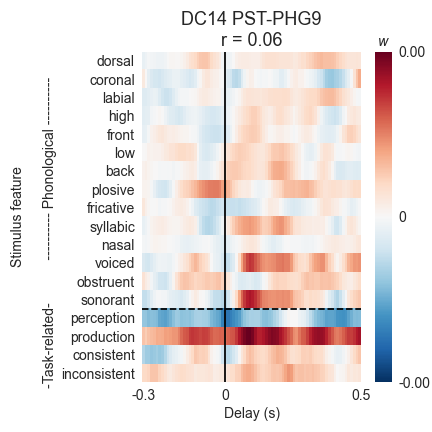 DC14 PST-PHG9
r = 0.06
w
dorsal
coronal
labial
high
front
low
back
plosive
fricative
syllabic
nasal
voiced
obstruent
sonorant
perception
production
consistent
inconsistent
Stimulus feature
-Task-related- ----------- Phonological ----------
0.00
0
-0.00
-0.3 0 0.5
Delay (s)